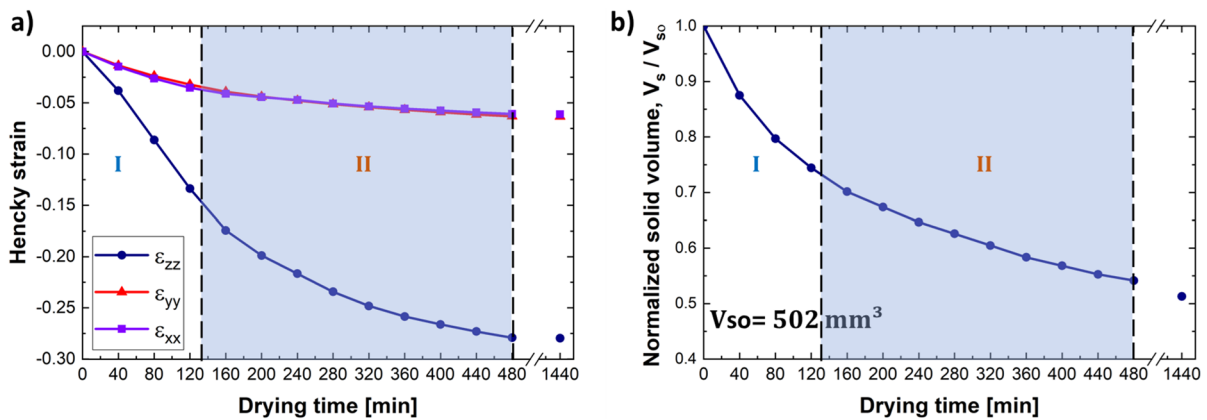 a)
Hencky strain
0.00
-0.05
-0.10
-0.15
-0.20
-0.25
-0.30
I
II
εzz
εyy
εxx
0 40 80 120 160 200 240 280 320 360 400 440 480 1440
Drying time [min]
b)
Normalized solid volume, Vs / Vso
1.0
0.9
0.8
0.7
0.6
0.5
0.4
I
II
Vso= 502 mm³
0 40 80 120 160 200 240 280 320 360 400 440 480 1440
Drying time [min]